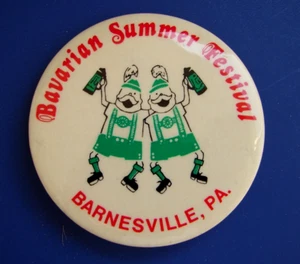 Bavarian Summer Festival
BARNESVILLE, PA.